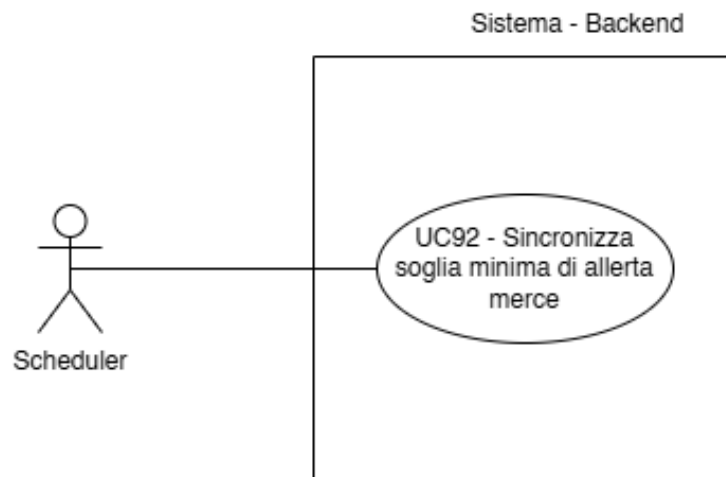 Sistema - Backend
UC92 - Sincronizza
soglia minima di allerta
merce
Scheduler